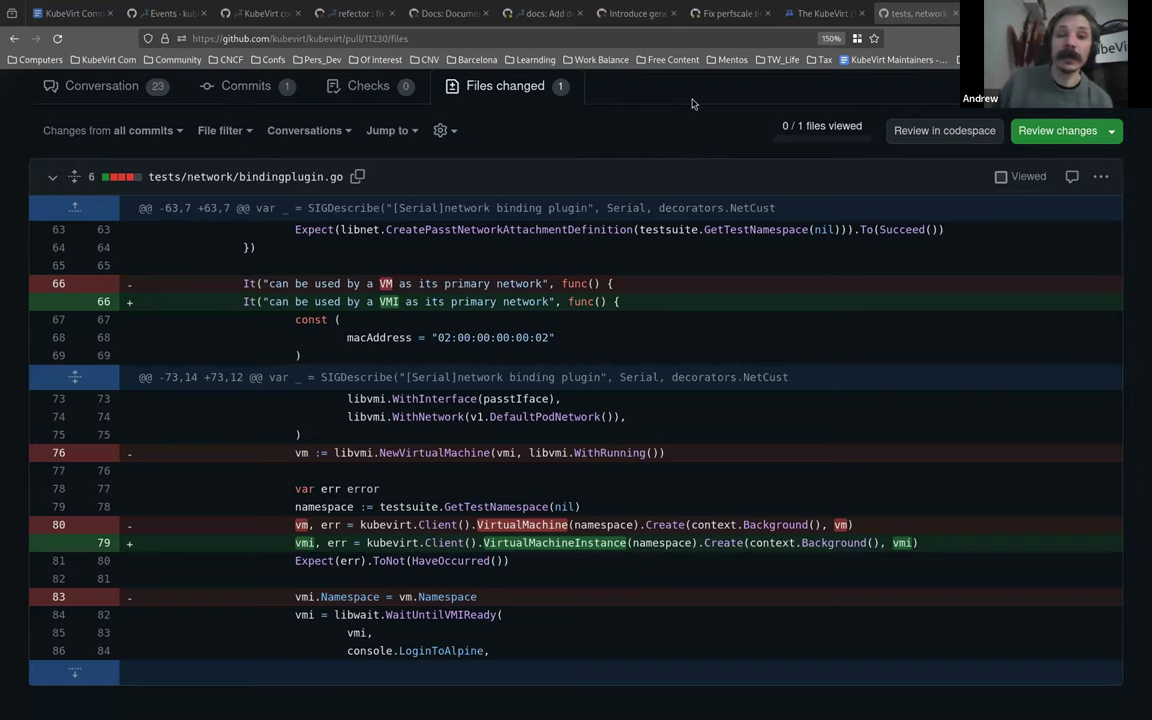 KubeVirt Com
Events · kub
KubeVirt co
refactor : fi
Docs: Docume
docs: Add d
Introduce gene
Fix perfscale b
The KubeVirt c
tests, network
https://github.com/kubevirt/kubevirt/pull/11230/files
150%
Computers
KubeVirt Com
Community
CNCF
Confs
Pers_Dev
Of interest
CNV
Barcelona
Learnding
Work Balance
Free Content
Mentos
TW_Life
Tax
KubeVirt Maintainers -...
eVirt
Andrew
Conversation 23
Commits 1
Checks 0
Files changed 1
Changes from all commits
File filter
Conversations
Jump to
0 / 1 files viewed
Review in codespace
Review changes
6 tests/network/bindingplugin.go
Viewed
@@ -63,7 +63,7 @@ var _ = SIGDescribe("[Serial]network binding plugin", Serial, decorators.NetCust
63 63 Expect(libnet.CreatePasstNetworkAttachmentDefinition(testsuite.GetTestNamespace(nil))).To(Succeed())
64 64 })
65 65
66 - It("can be used by a VM as its primary network", func() {
66 + It("can be used by a VMI as its primary network", func() {
67 67 const (
68 68 macAddress = "02:00:00:00:00:02"
69 69 )
@@ -73,14 +73,12 @@ var _ = SIGDescribe("[Serial]network binding plugin", Serial, decorators.NetCust
73 73 libvmi.WithInterface(passtIface),
74 74 libvmi.WithNetwork(v1.DefaultPodNetwork()),
75 75 )
76 - vm := libvmi.NewVirtualMachine(vmi, libvmi.WithRunning())
77 76
78 77 var err error
79 78 namespace := testsuite.GetTestNamespace(nil)
80 - vm, err = kubevirt.Client().VirtualMachine(namespace).Create(context.Background(), vm)
79 + vmi, err = kubevirt.Client().VirtualMachineInstance(namespace).Create(context.Background(), vmi)
81 80 Expect(err).ToNot(HaveOccurred())
82 81
83 - vmi.Namespace = vm.Namespace
84 82 vmi = libwait.WaitUntilVMIReady(
85 83 vmi,
86 84 console.LoginToAlpine,